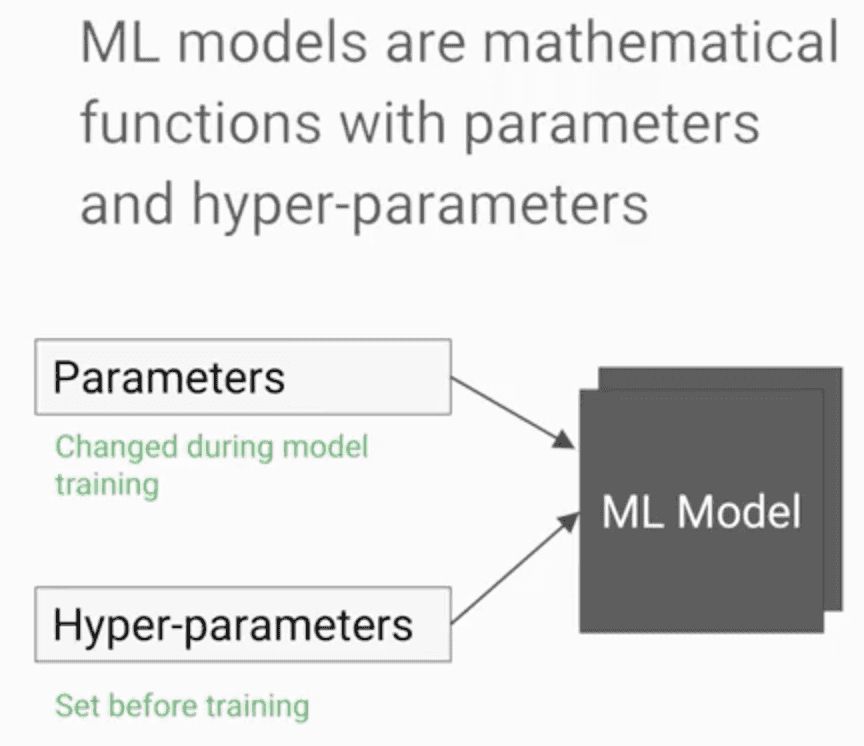 ML models are mathematical
functions with parameters
and hyper-parameters
Parameters
Changed during model
training
ML Model
Hyper-parameters
Set before training